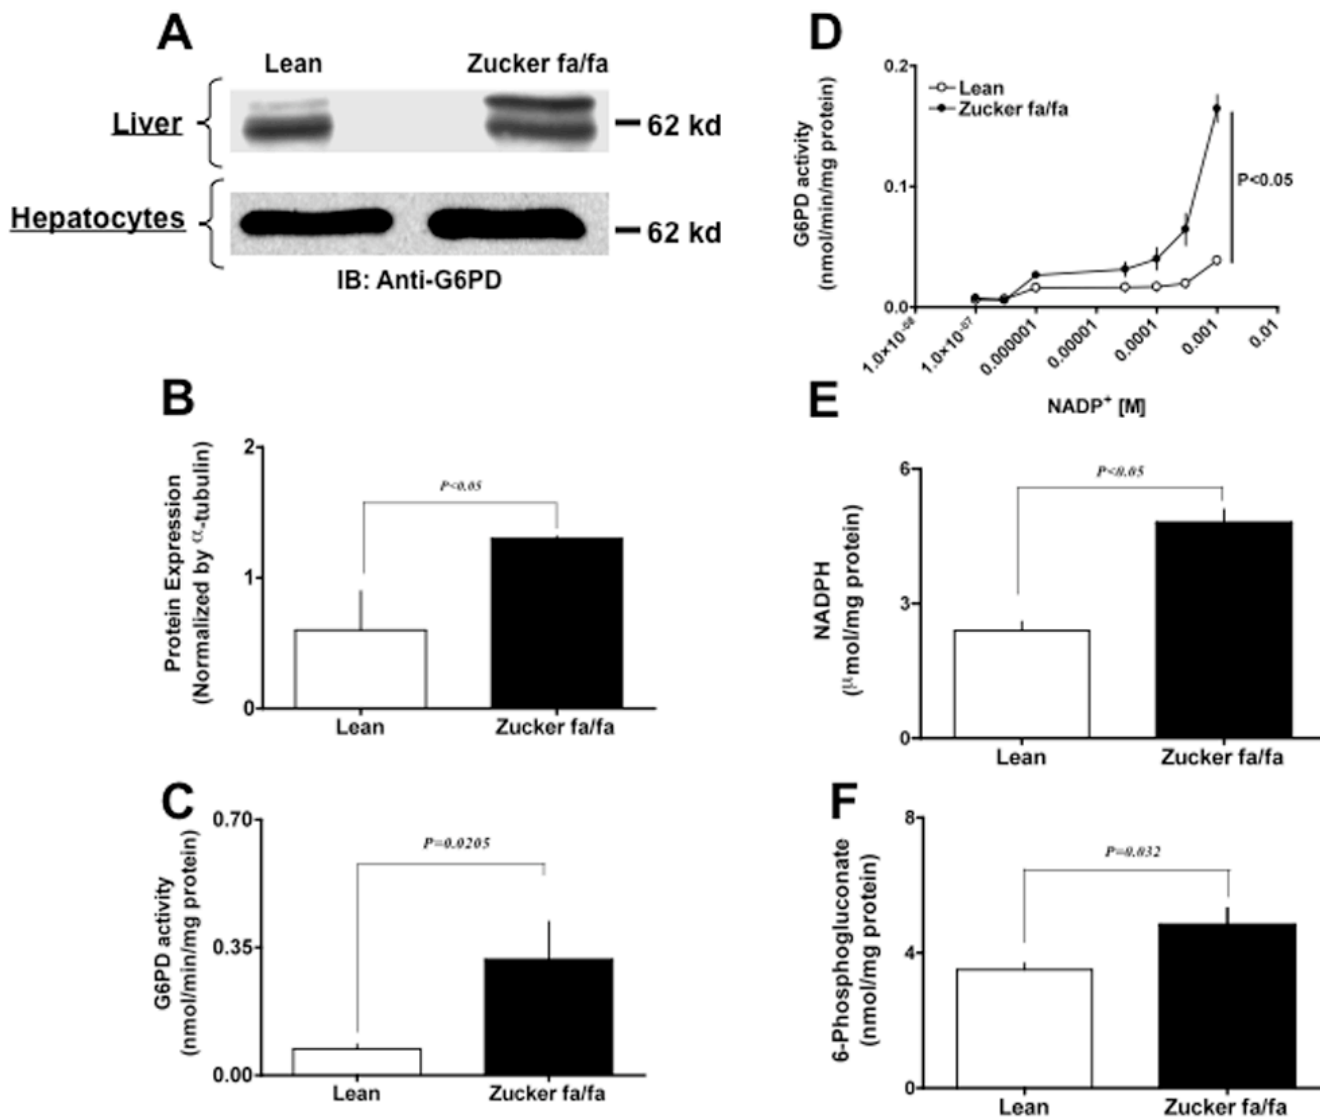 A
Lean Zucker fa/fa
Liver
62 kd
Hepatocytes
62 kd
IB: Anti-G6PD
B
Protein Expression
(Normalized by α-tubulin)
2
1
0
P<0.05
Lean Zucker fa/fa
C
G6PD activity
(nmol/min/mg protein)
0.70
0.35
0.00
P=0.0205
Lean Zucker fa/fa
D
G6PD activity
(nmol/min/mg protein)
0.2
0.1
0.0
Lean
Zucker fa/fa
P<0.05
1.0×10⁻⁰⁸ 1.0×10⁻⁰⁷ 0.000001 0.00001 0.0001 0.001 0.01
NADP⁺ [M]
E
NADPH
(μmol/mg protein)
6
3
0
P<0.05
Lean Zucker fa/fa
F
6-Phosphogluconate
(nmol/mg protein)
8
4
0
P=0.032
Lean Zucker fa/fa